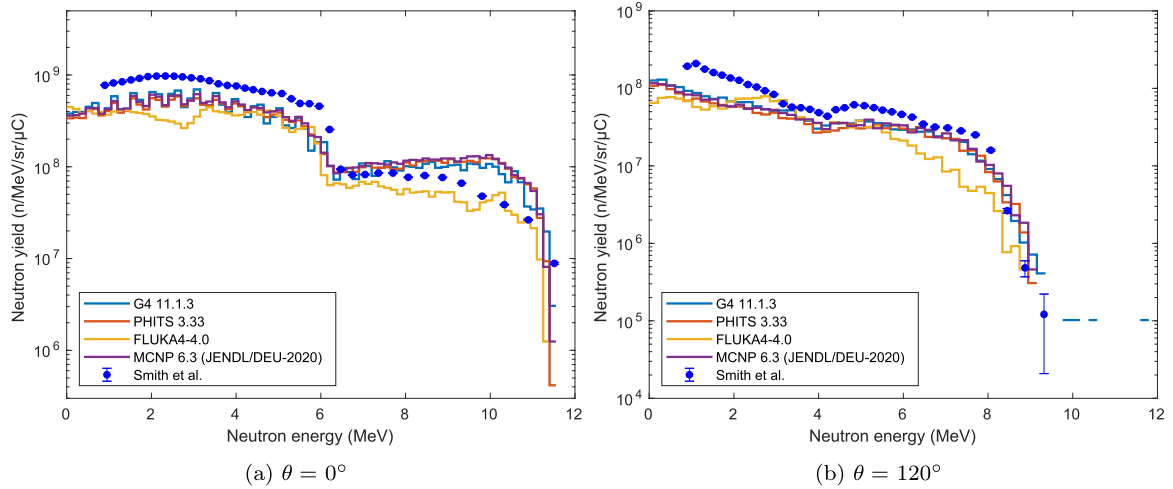 10^9
10^8
10^7
10^6
Neutron yield (n/MeV/sr/μC)
G4 11.1.3
PHITS 3.33
FLUKA4-4.0
MCNP 6.3 (JENDL/DEU-2020)
Smith et al.
0 2 4 6 8 10 12
Neutron energy (MeV)
(a) θ = 0°
10^9
10^8
10^7
10^6
10^5
10^4
Neutron yield (n/MeV/sr/μC)
G4 11.1.3
PHITS 3.33
FLUKA4-4.0
MCNP 6.3 (JENDL/DEU-2020)
Smith et al.
0 2 4 6 8 10 12
Neutron energy (MeV)
(b) θ = 120°